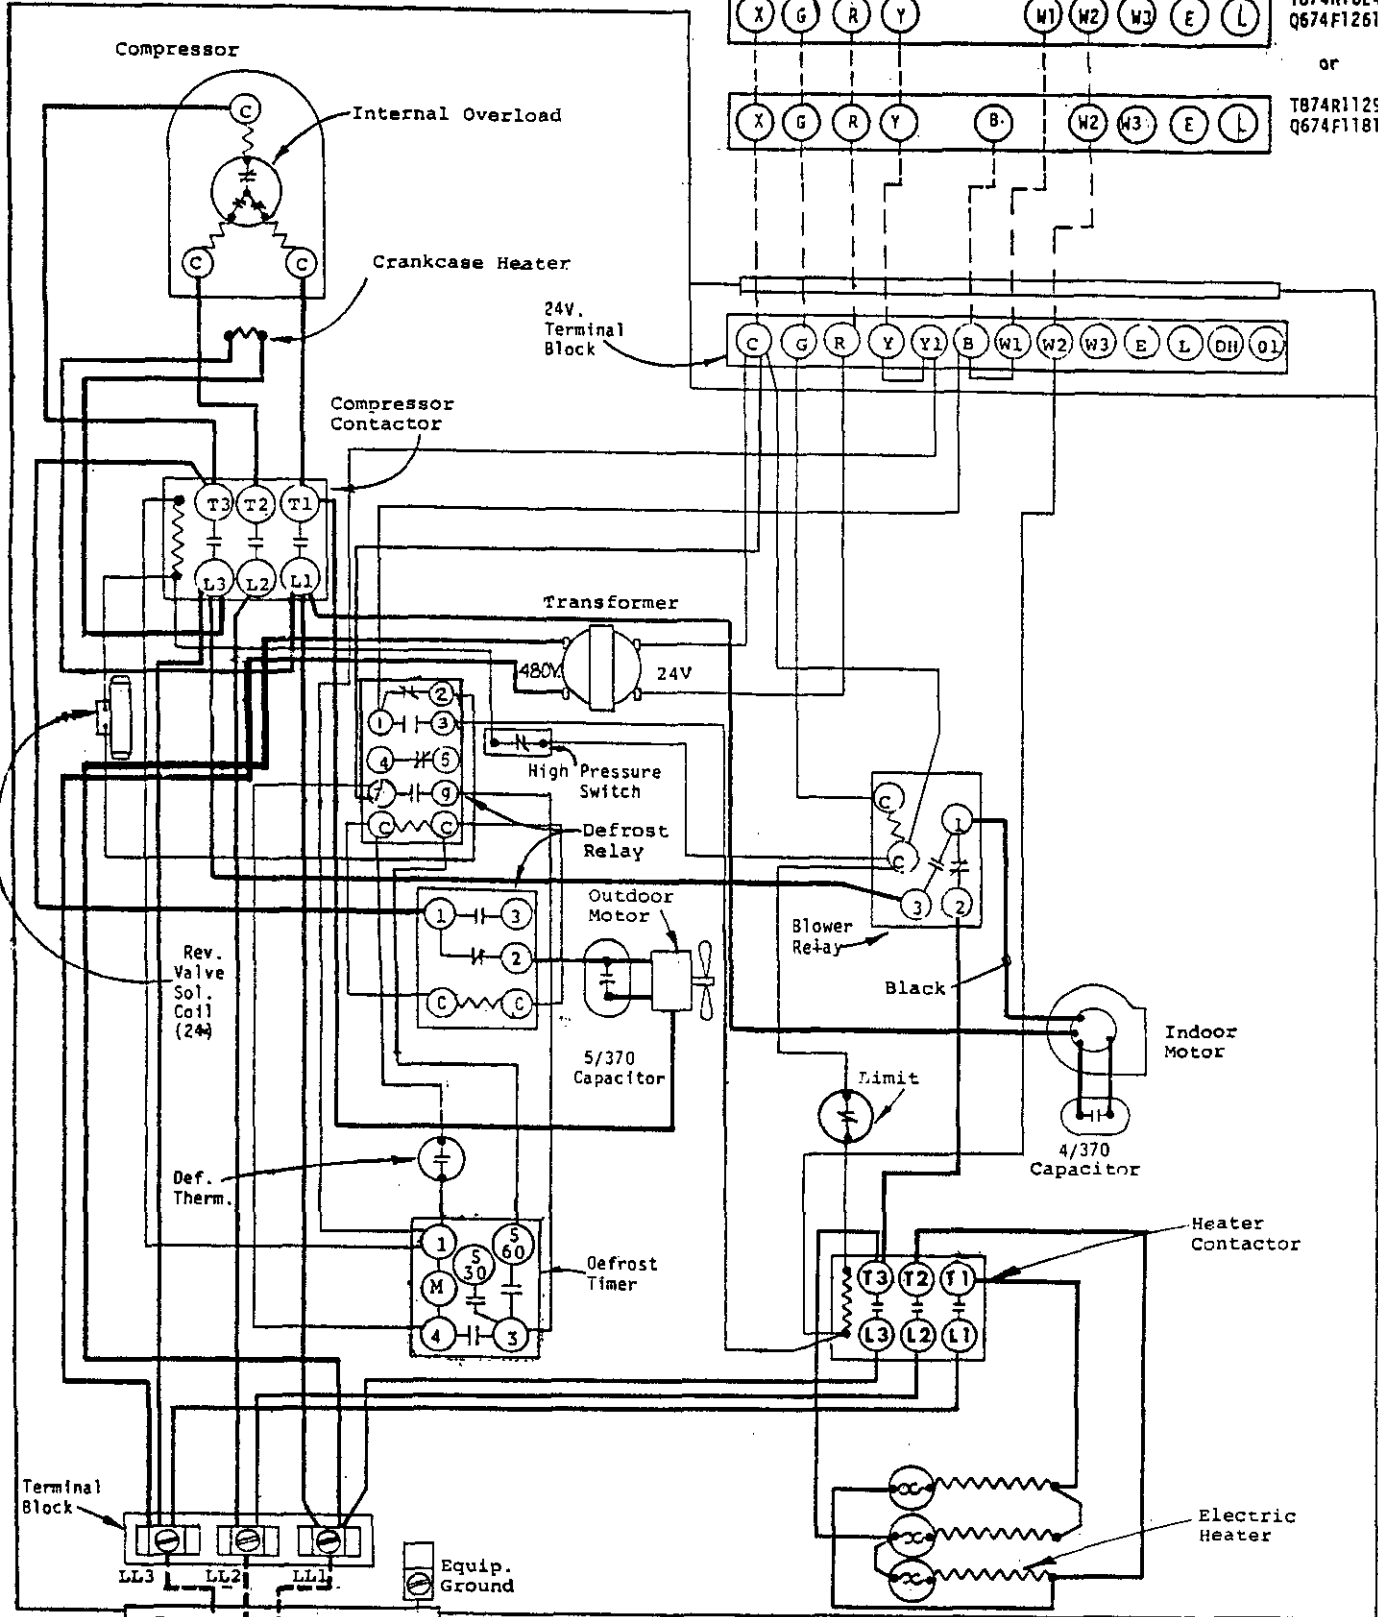 X G R Y W1 W2 W3 E L
Q674F1261
or
X G R Y B W2 W3 E L
T874R1129
Q674F1181
Compressor
C
Internal Overload
C C
Crankcase Heater
24V.
Terminal
Block
C G R Y Y1 B W1 W2 W3 E L DH O1
Compressor
Contactor
T3 T2 T1
L3 L2 L1
Transformer
480V. 24V
2
1 3
4 5
7 9
C C
High Pressure
Switch
Defrost
Relay
C
1
C
3 2
Blower
Relay
1 3
2
C C
Outdoor
Motor
Black
Rev.
Valve
Sol.
Coil
(24)
5/370
Capacitor
Indoor
Motor
4/370
Capacitor
Limit
Def.
Therm.
1 S
30 S
60
M
4 3
Defrost
Timer
Heater
Contactor
T3 T2 T1
L3 L2 L1
Terminal
Block
LL3 LL2 LL1
Equip.
Ground
Electric
Heater